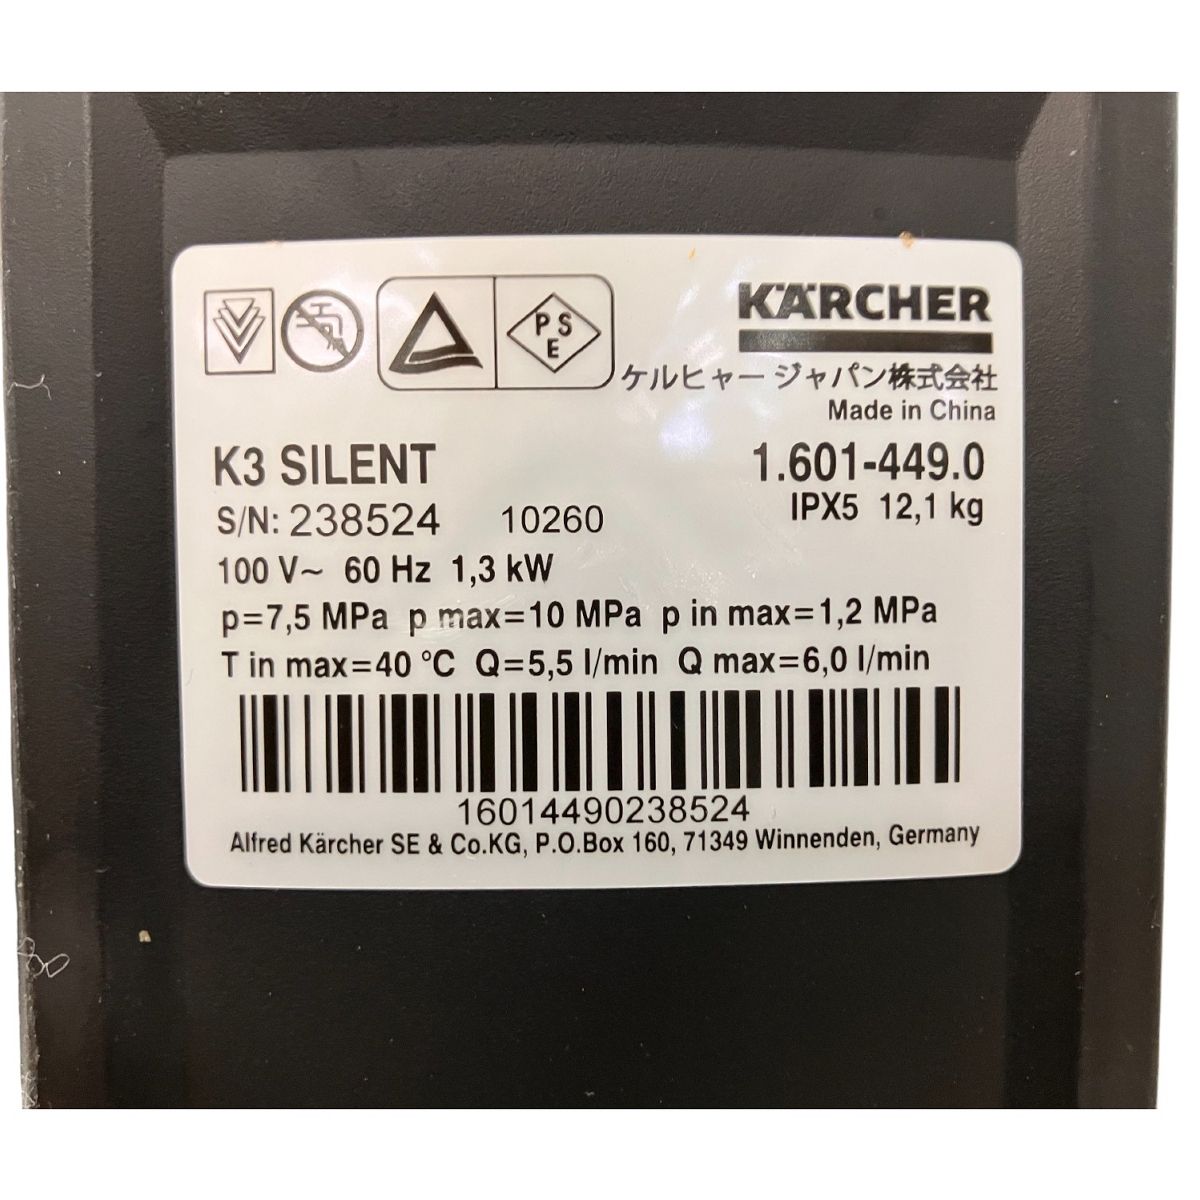 PSE
KÄRCHER
ケルヒャー ジャパン株式会社
Made in China
K3 SILENT 1.601-449.0
S/N: 238524 10260 IPX5 12,1 kg
100 V~ 60 Hz 1,3 kW
p=7,5 MPa p max=10 MPa p in max=1,2 MPa
T in max=40 °C Q=5,5 l/min Q max=6,0 l/min
16014490238524
Alfred Kärcher SE & Co.KG, P.O.Box 160, 71349 Winnenden, Germany